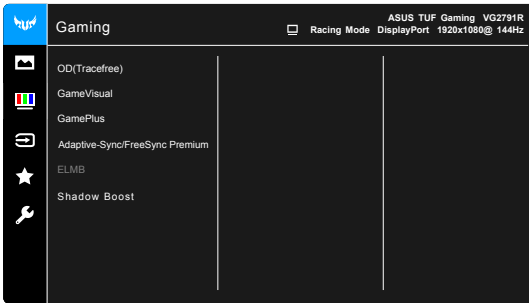 Gaming
ASUS TUF Gaming VG2791R
Racing Mode DisplayPort 1920x1080@ 144Hz
OD(Tracefree)
GameVisual
GamePlus
Adaptive-Sync/FreeSync Premium
ELMB
Shadow Boost